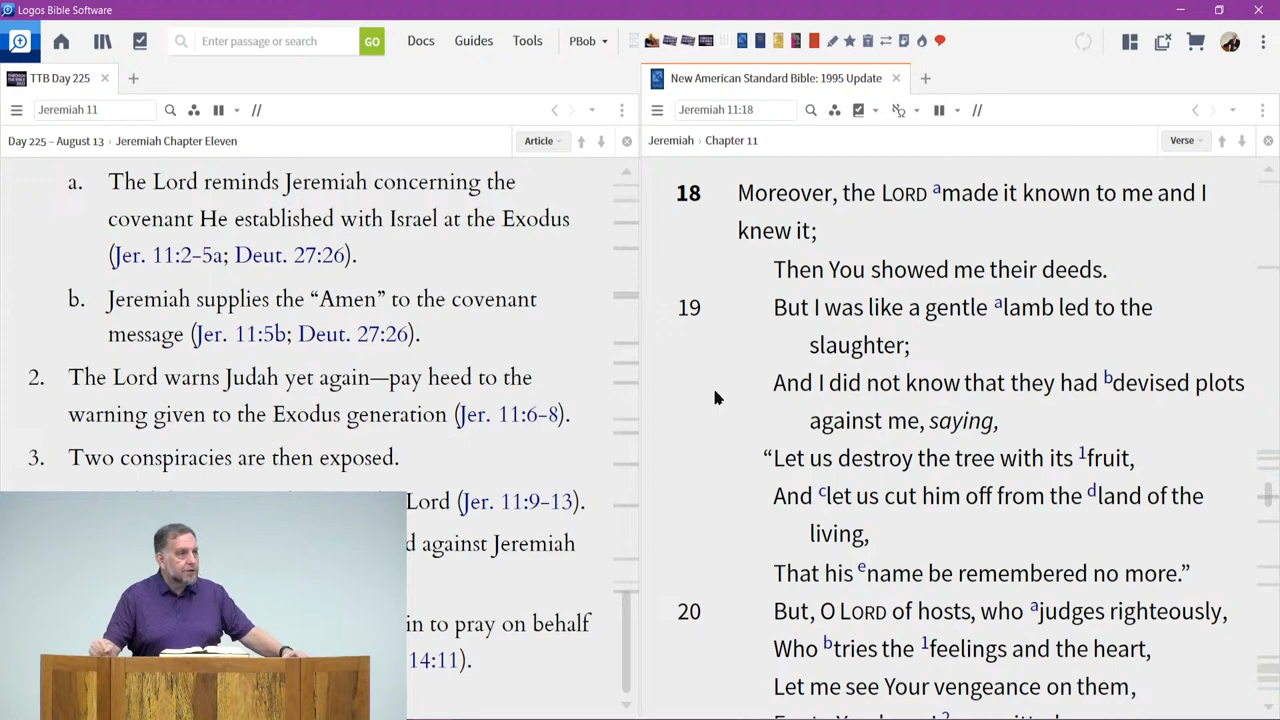 Logos Bible Software
Enter passage or search
GO
Docs
Guides
Tools
PBob
TTB Day 225
Jeremiah 11
Day 225 – August 13 › Jeremiah Chapter Eleven
Article
a. The Lord reminds Jeremiah concerning the
covenant He established with Israel at the Exodus
(Jer. 11:2–5a; Deut. 27:26).
b. Jeremiah supplies the “Amen” to the covenant
message (Jer. 11:5b; Deut. 27:26).
2. The Lord warns Judah yet again—pay heed to the
warning given to the Exodus generation (Jer. 11:6–8).
3. Two conspiracies are then exposed.
Lord (Jer. 11:9–13).
against Jeremiah
to pray on behalf
14:11).
New American Standard Bible: 1995 Update
Jeremiah 11:18
Jeremiah › Chapter 11
Verse
18 Moreover, the LORD a made it known to me and I
knew it;
Then You showed me their deeds.
19 But I was like a gentle a lamb led to the
slaughter;
And I did not know that they had b devised plots
against me, saying,
“Let us destroy the tree with its 1 fruit,
And c let us cut him off from the d land of the
living,
That his e name be remembered no more.”
20 But, O LORD of hosts, who a judges righteously,
Who b tries the 1 feelings and the heart,
Let me see Your vengeance on them,